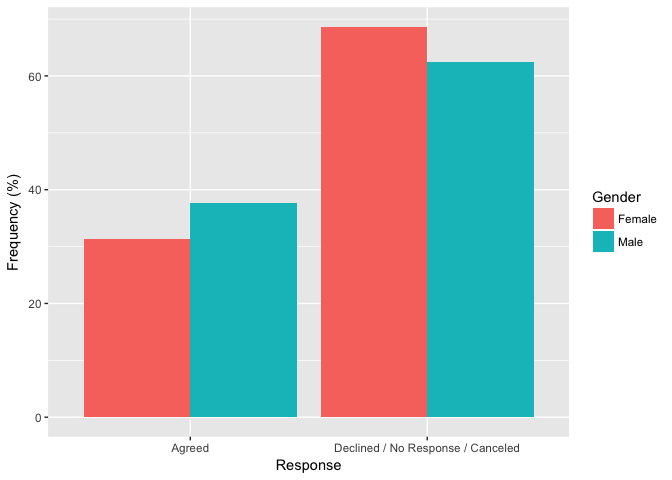 60
40
20
0
Frequency (%)
Agreed
Declined / No Response / Canceled
Response
Gender
Female
Male